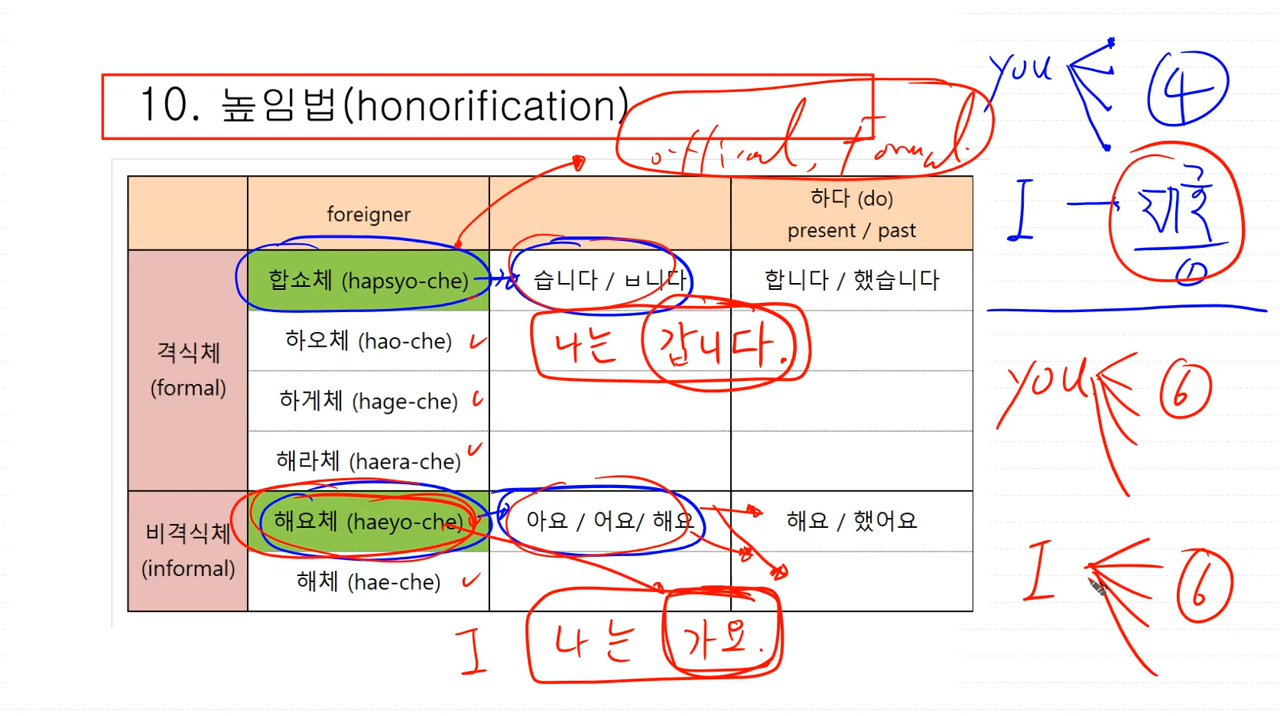 10. 높임법(honorification)
official, Formal.
foreigner
하다 (do)
present / past
격식체
(formal)
합쇼체 (hapsyo-che)
습니다 / ㅂ니다
합니다 / 했습니다
하오체 (hao-che)
나는 갑니다.
하게체 (hage-che)
해라체 (haera-che)
비격식체
(informal)
해요체 (haeyo-che)
아요 / 어요/ 해요
해요 / 했어요
해체 (hae-che)
I 나는 가요.
you ④
I
①
you ⑥
I ⑥